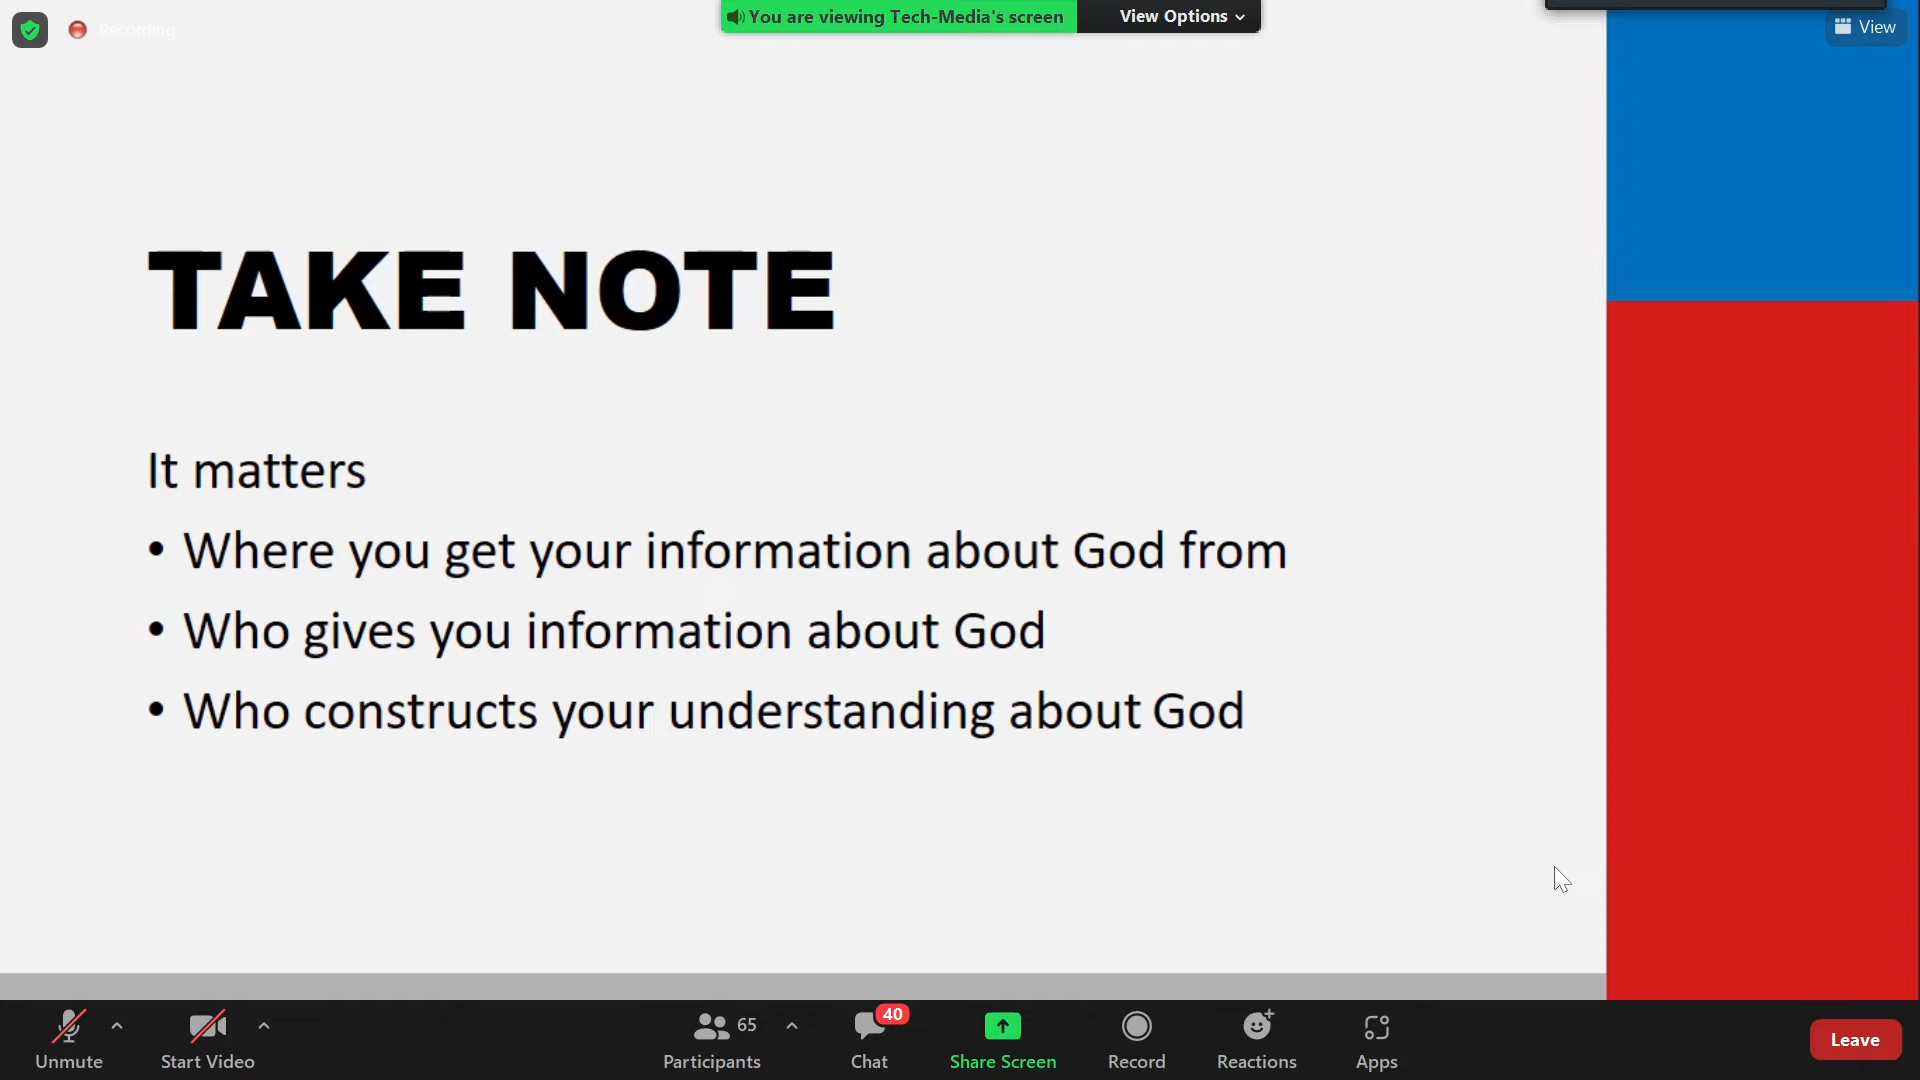 Recording
You are viewing Tech-Media's screen
View Options
View
TAKE NOTE
It matters
• Where you get your information about God from
• Who gives you information about God
• Who constructs your understanding about God
Unmute
Start Video
65
Participants
40
Chat
Share Screen
Record
Reactions
Apps
Leave